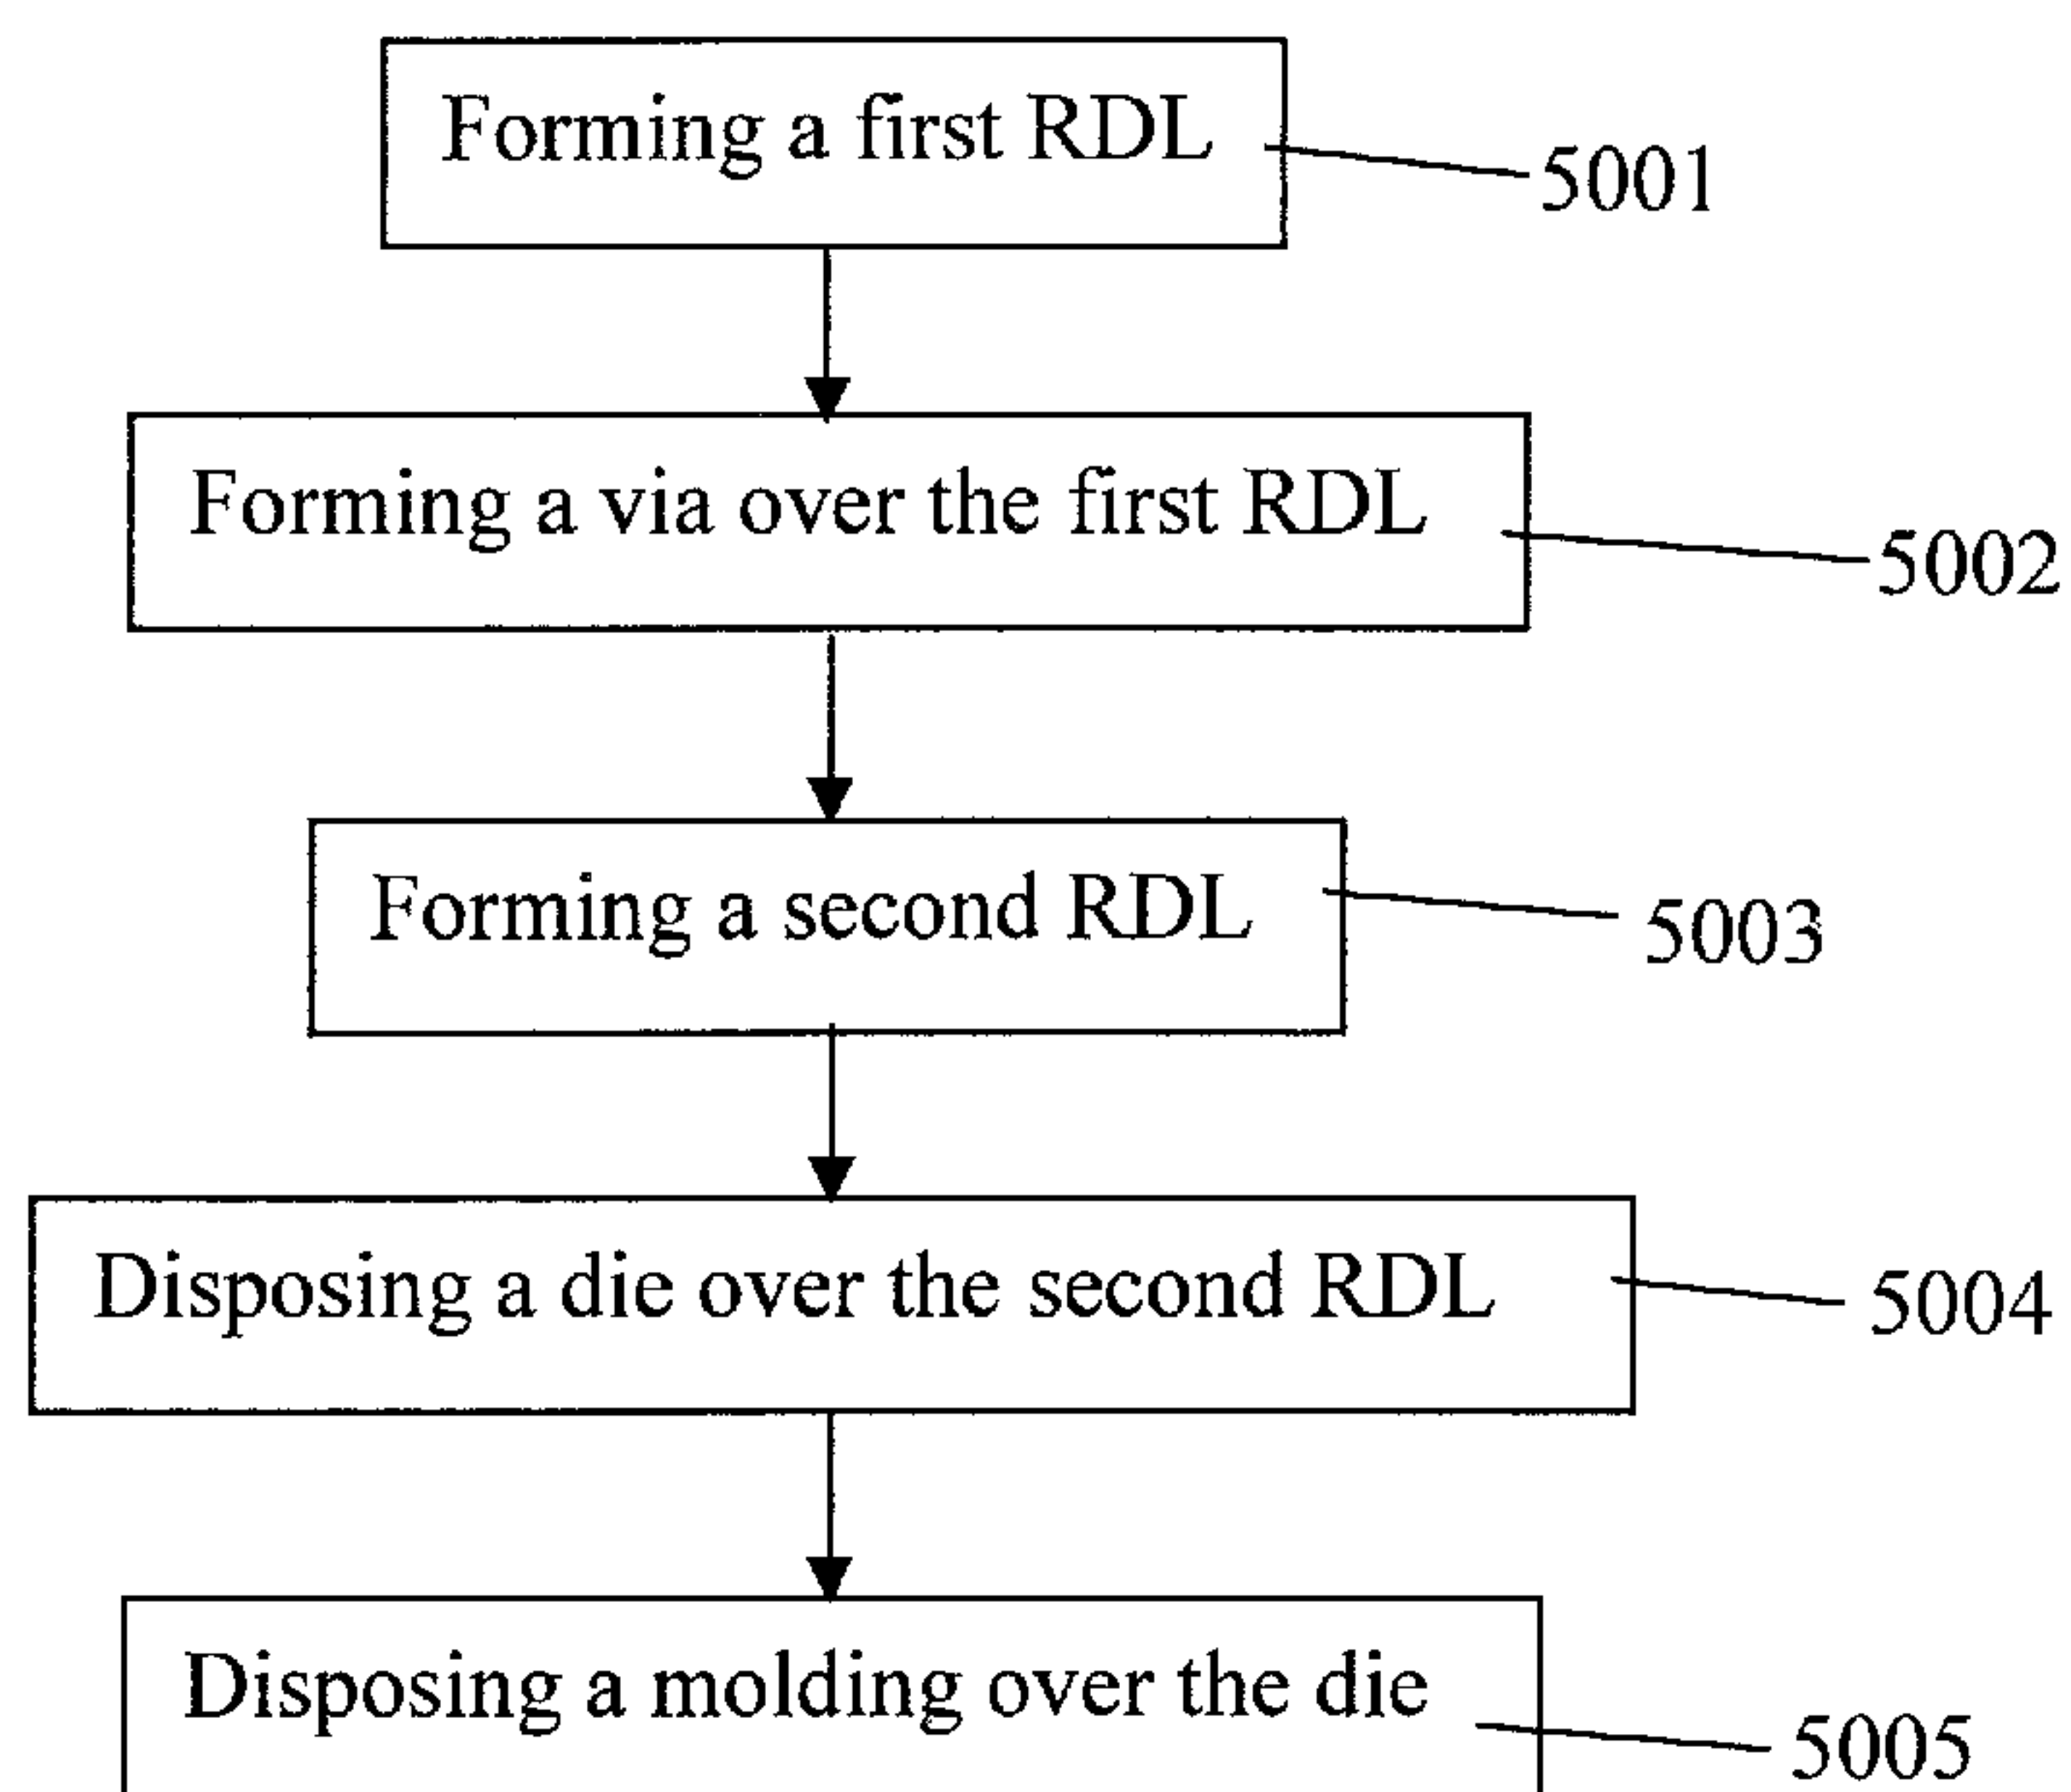 Forming a first RDL
5001
Forming a via over the first RDL
5002
Forming a second RDL
5003
Disposing a die over the second RDL
5004
Disposing a molding over the die
5005